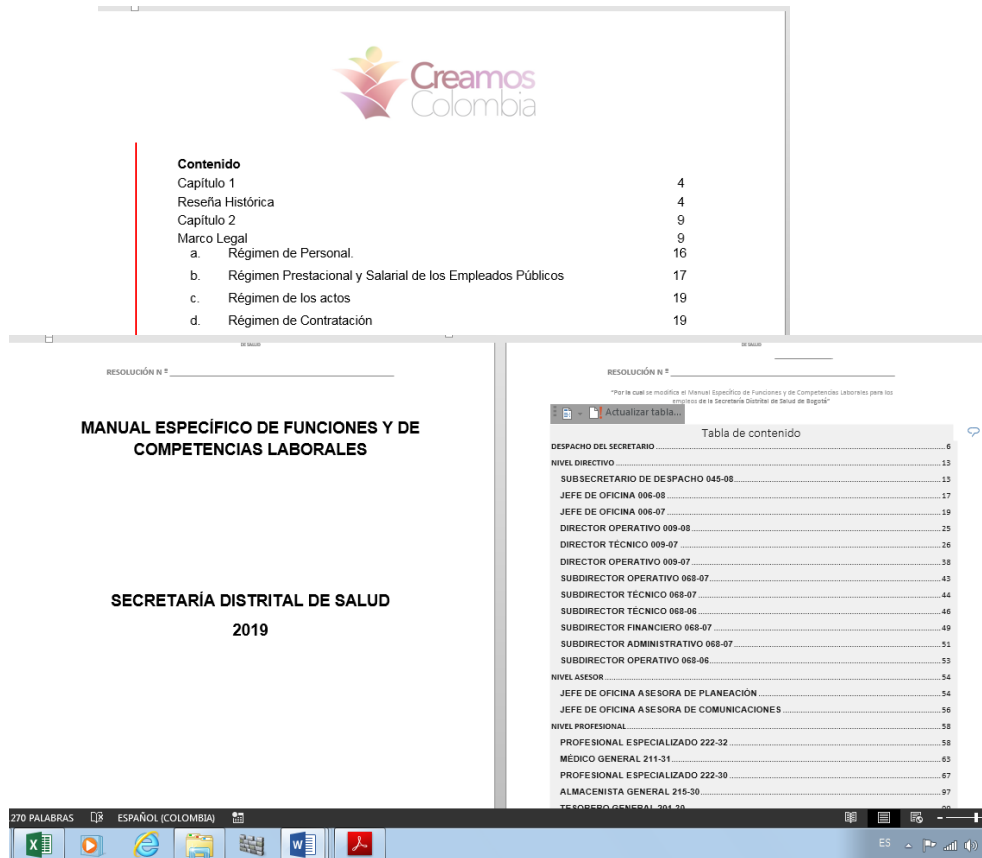 Creamos
Colombia
Contenido
Capítulo 1 4
Reseña Histórica 4
Capítulo 2 9
Marco Legal 9
a. Régimen de Personal. 16
b. Régimen Prestacional y Salarial de los Empleados Públicos 17
c. Régimen de los actos 19
d. Régimen de Contratación 19
DE SALUD
RESOLUCIÓN N º
MANUAL ESPECÍFICO DE FUNCIONES Y DE
COMPETENCIAS LABORALES
SECRETARÍA DISTRITAL DE SALUD
2019
DE SALUD
RESOLUCIÓN N º
"Por la cual se modifica el Manual Específico de Funciones y de Competencias Laborales para los
empleos de la Secretaría Distrital de Salud de Bogotá"
Actualizar tabla...
Tabla de contenido
DESPACHO DEL SECRETARIO 6
NIVEL DIRECTIVO 13
SUBSECRETARIO DE DESPACHO 045-08 13
JEFE DE OFICINA 006-08 17
JEFE DE OFICINA 006-07 19
DIRECTOR OPERATIVO 009-08 25
DIRECTOR TÉCNICO 009-07 26
DIRECTOR OPERATIVO 009-07 38
SUBDIRECTOR OPERATIVO 068-07 43
SUBDIRECTOR TÉCNICO 068-07 44
SUBDIRECTOR TÉCNICO 068-06 46
SUBDIRECTOR FINANCIERO 068-07 49
SUBDIRECTOR ADMINISTRATIVO 068-07 51
SUBDIRECTOR OPERATIVO 068-06 53
NIVEL ASESOR 54
JEFE DE OFICINA ASESORA DE PLANEACIÓN 54
JEFE DE OFICINA ASESORA DE COMUNICACIONES 56
NIVEL PROFESIONAL 58
PROFESIONAL ESPECIALIZADO 222-32 58
MÉDICO GENERAL 211-31 63
PROFESIONAL ESPECIALIZADO 222-30 67
ALMACENISTA GENERAL 215-30 97
TESORERO GENERAL
270 PALABRAS ESPAÑOL (COLOMBIA)
ES